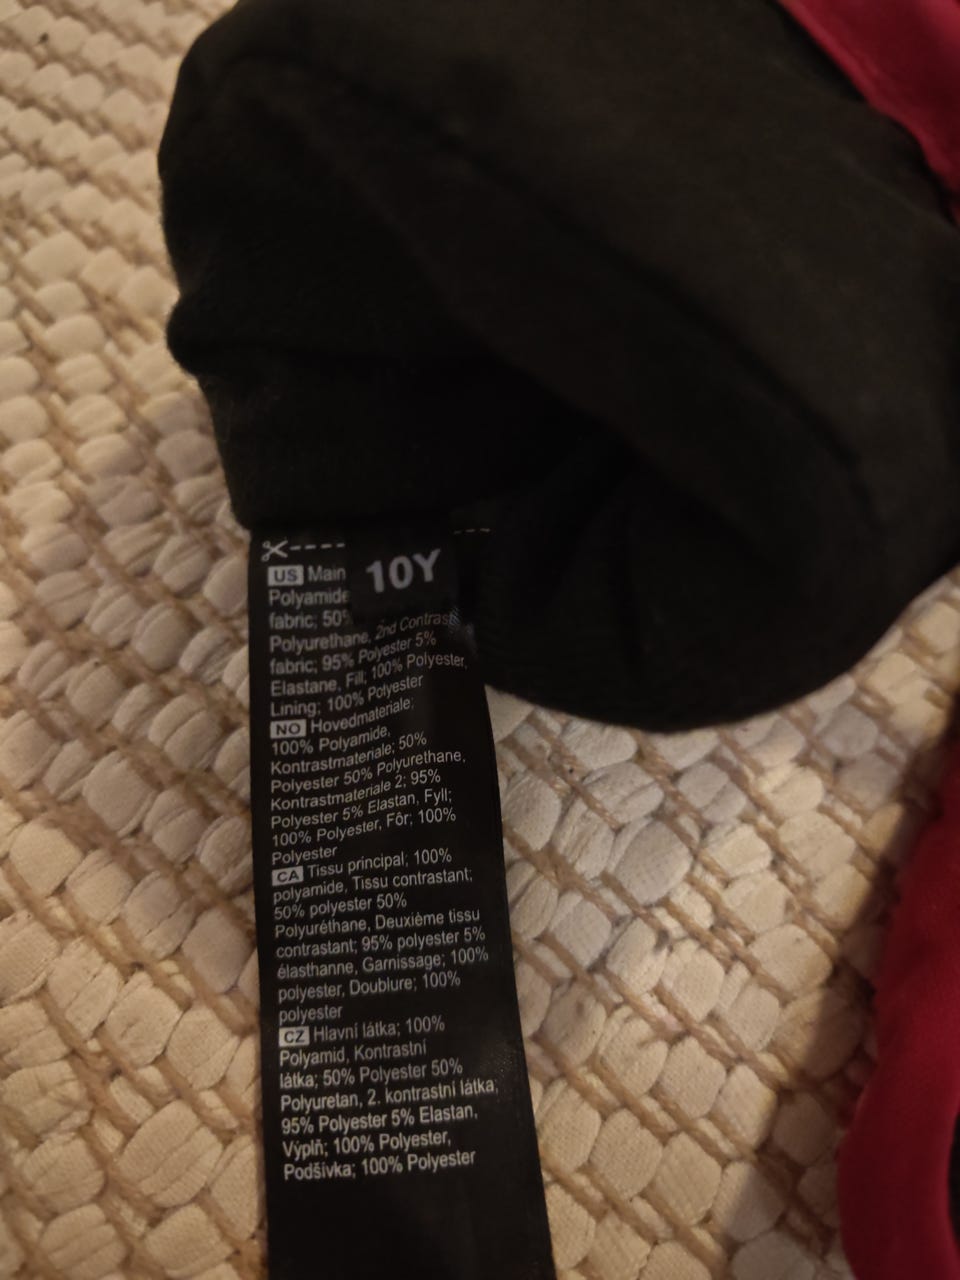 10Y
US Main
Polyamide
fabric; 50%
Polyurethane, 2nd Contrast
fabric; 95% Polyester 5%
Elastane, Fill; 100% Polyester,
Lining; 100% Polyester
NO Hovedmateriale;
100% Polyamide,
Kontrastmateriale; 50%
Polyester 50% Polyurethane,
Kontrastmateriale 2; 95%
Polyester 5% Elastan, Fyll;
100% Polyester, Fôr; 100%
Polyester
CA Tissu principal; 100%
polyamide, Tissu contrastant;
50% polyester 50%
Polyuréthane, Deuxième tissu
contrastant; 95% polyester 5%
élasthanne, Garnissage; 100%
polyester, Doublure; 100%
polyester
CZ Hlavní látka; 100%
Polyamid, Kontrastní
látka; 50% Polyester 50%
Polyuretan, 2. kontrastní látka;
95% Polyester 5% Elastan,
Výplň; 100% Polyester,
Podšívka; 100% Polyester